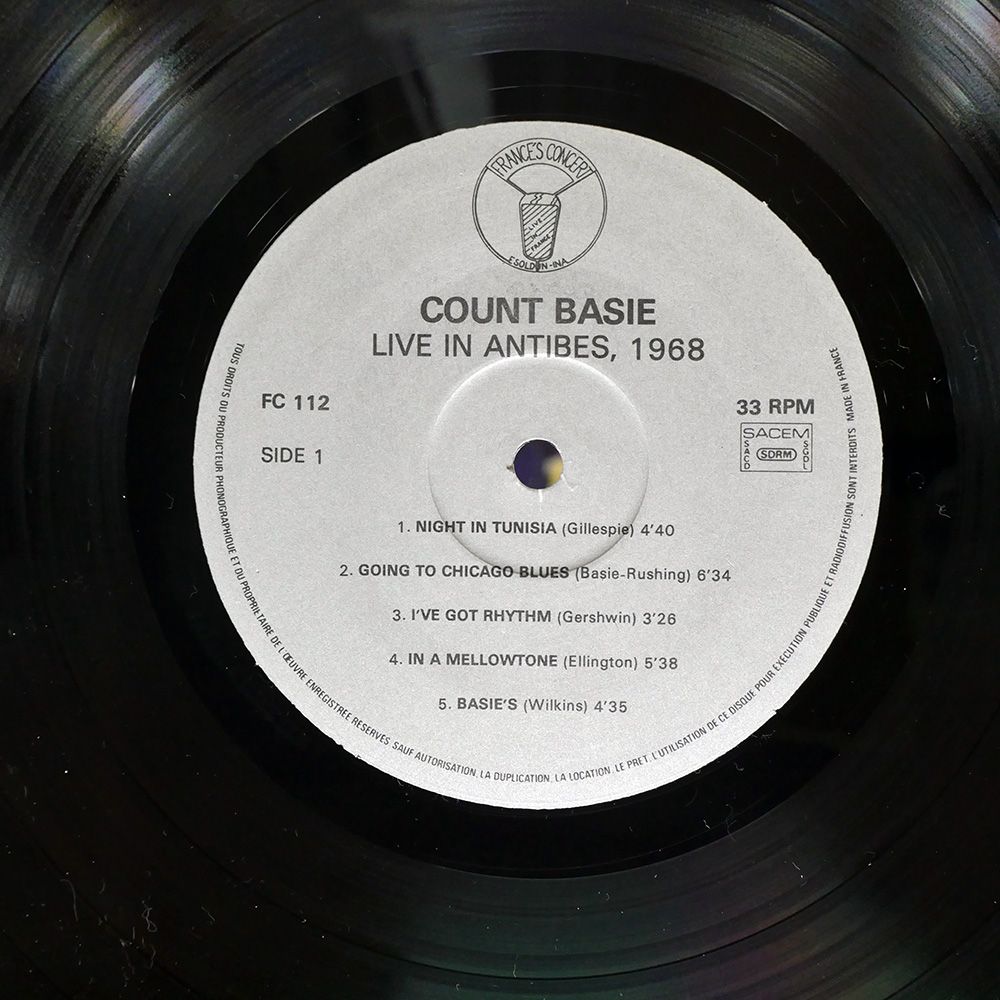 FRANCE'S CONCERT
LIVE
IN
FRANCE
ESOLDUN-INA
COUNT BASIE
LIVE IN ANTIBES, 1968
FC 112
33 RPM
SIDE 1
SACEM
SACD
SDRM
SGDL
1. NIGHT IN TUNISIA (Gillespie) 4'40
2. GOING TO CHICAGO BLUES (Basie-Rushing) 6'34
3. I'VE GOT RHYTHM (Gershwin) 3'26
4. IN A MELLOWTONE (Ellington) 5'38
5. BASIE'S (Wilkins) 4'35
TOUS DROITS DU PRODUCTEUR PHONOGRAPHIQUE ET DU PROPRIETAIRE DE L'ŒUVRE ENREGISTREE RESERVES. SAUF AUTORISATION, LA DUPLICATION, LA LOCATION, LE PRET, L'UTILISATION DE CE DISQUE POUR EXECUTION PUBLIQUE ET RADIODIFFUSION SONT INTERDITS MADE IN FRANCE